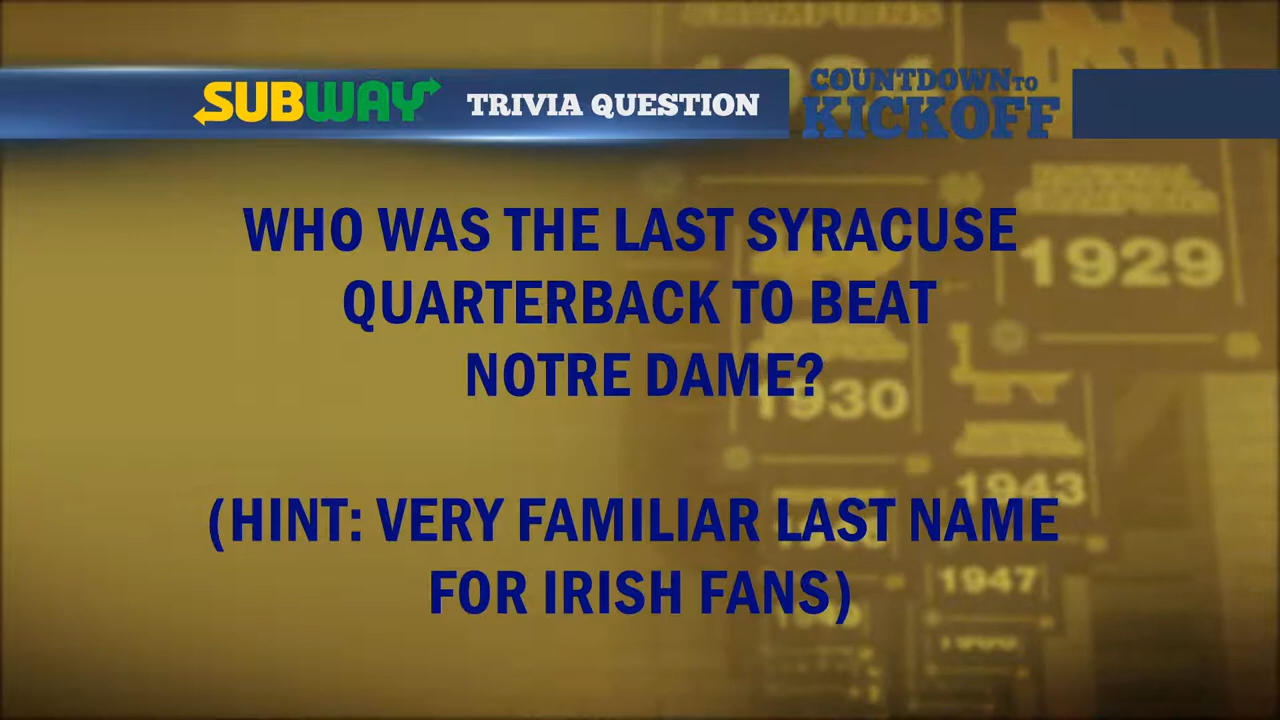 CHAMPIONS
SUBWAY TRIVIA QUESTION
COUNTDOWN TO
KICKOFF
WHO WAS THE LAST SYRACUSE
QUARTERBACK TO BEAT
NOTRE DAME?
(HINT: VERY FAMILIAR LAST NAME
FOR IRISH FANS)
1929
1930
1943
1947